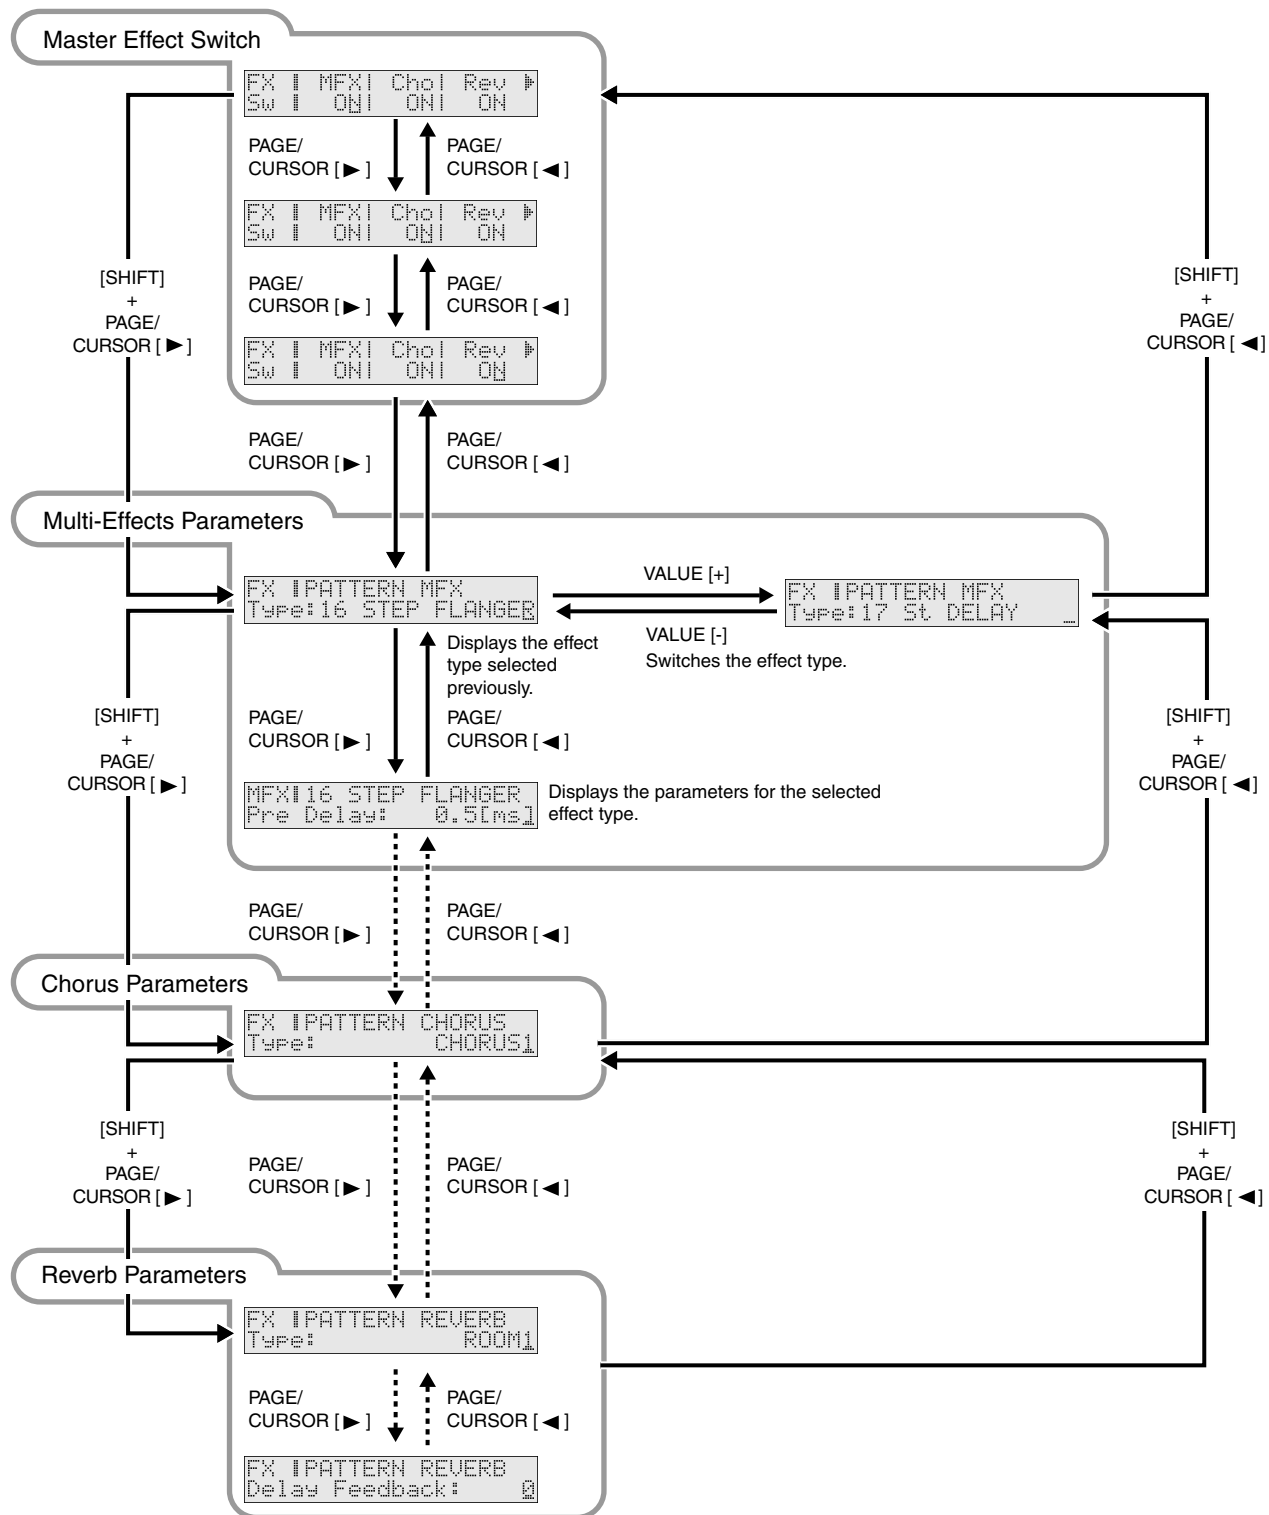 Master Effect Switch
FX MFX| Cho| Rev
Sw ON| ON| ON
PAGE/
CURSOR [ ▶ ]
PAGE/
CURSOR [ ◀ ]
FX MFX| Cho| Rev
Sw ON| ON| ON
[SHIFT]
+
PAGE/
CURSOR [ ▶ ]
PAGE/
CURSOR [ ▶ ]
PAGE/
CURSOR [ ◀ ]
[SHIFT]
+
PAGE/
CURSOR [ ◀ ]
FX MFX| Cho| Rev
Sw ON| ON| ON
PAGE/
CURSOR [ ▶ ]
PAGE/
CURSOR [ ◀ ]
Multi-Effects Parameters
FX PATTERN MFX
Type:16 STEP FLANGER
VALUE [+]
VALUE [-]
Switches the effect type.
FX PATTERN MFX
Type:17 St DELAY _
Displays the effect
type selected
previously.
[SHIFT]
+
PAGE/
CURSOR [ ▶ ]
PAGE/
CURSOR [ ▶ ]
PAGE/
CURSOR [ ◀ ]
[SHIFT]
+
PAGE/
CURSOR [ ◀ ]
MFX 16 STEP FLANGER
Pre Delay: 0.5[ms]
Displays the parameters for the selected
effect type.
PAGE/
CURSOR [ ▶ ]
PAGE/
CURSOR [ ◀ ]
Chorus Parameters
FX PATTERN CHORUS
Type: CHORUS1
[SHIFT]
+
PAGE/
CURSOR [ ▶ ]
PAGE/
CURSOR [ ▶ ]
PAGE/
CURSOR [ ◀ ]
[SHIFT]
+
PAGE/
CURSOR [ ◀ ]
Reverb Parameters
FX PATTERN REVERB
Type: ROOM1
PAGE/
CURSOR [ ▶ ]
PAGE/
CURSOR [ ◀ ]
FX PATTERN REVERB
Delay Feedback: 0